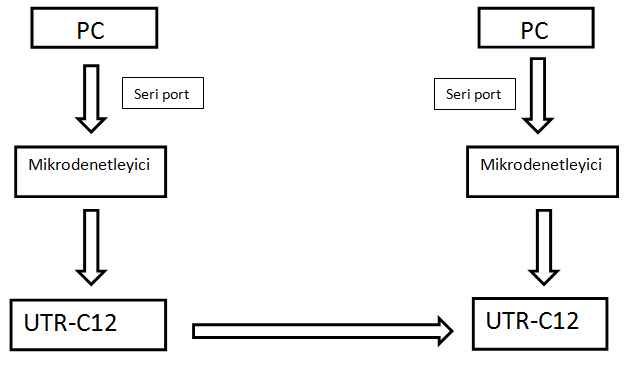 PC
Seri port
Mikrodenetleyici
UTR-C12
PC
Seri port
Mikrodenetleyici
UTR-C12